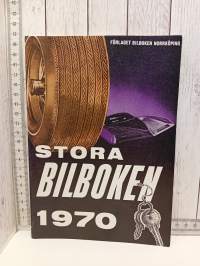 FÖRLAGET BILBOKEN NORRKÖPING
STORA
BILBOKEN
1970